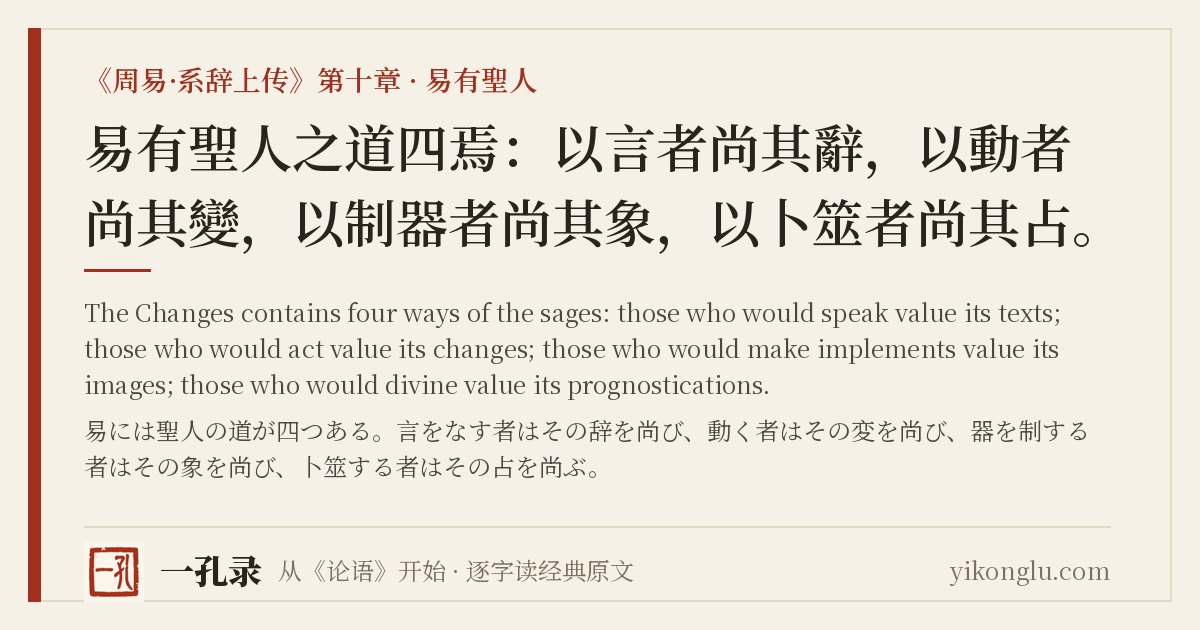 《周易·系辞上传》第十章 · 易有聖人
易有聖人之道四焉：以言者尚其辭，以動者
尚其變，以制器者尚其象，以卜筮者尚其占。
The Changes contains four ways of the sages: those who would speak value its texts;
those who would act value its changes; those who would make implements value its
images; those who would divine value its prognostications.
易には聖人の道が四つある。言をなす者はその辞を尚び、動く者はその変を尚び、器を制する
者はその象を尚び、卜筮する者はその占を尚ぶ。
一孔
一孔录
从《论语》开始 · 逐字读经典原文
yikonglu.com